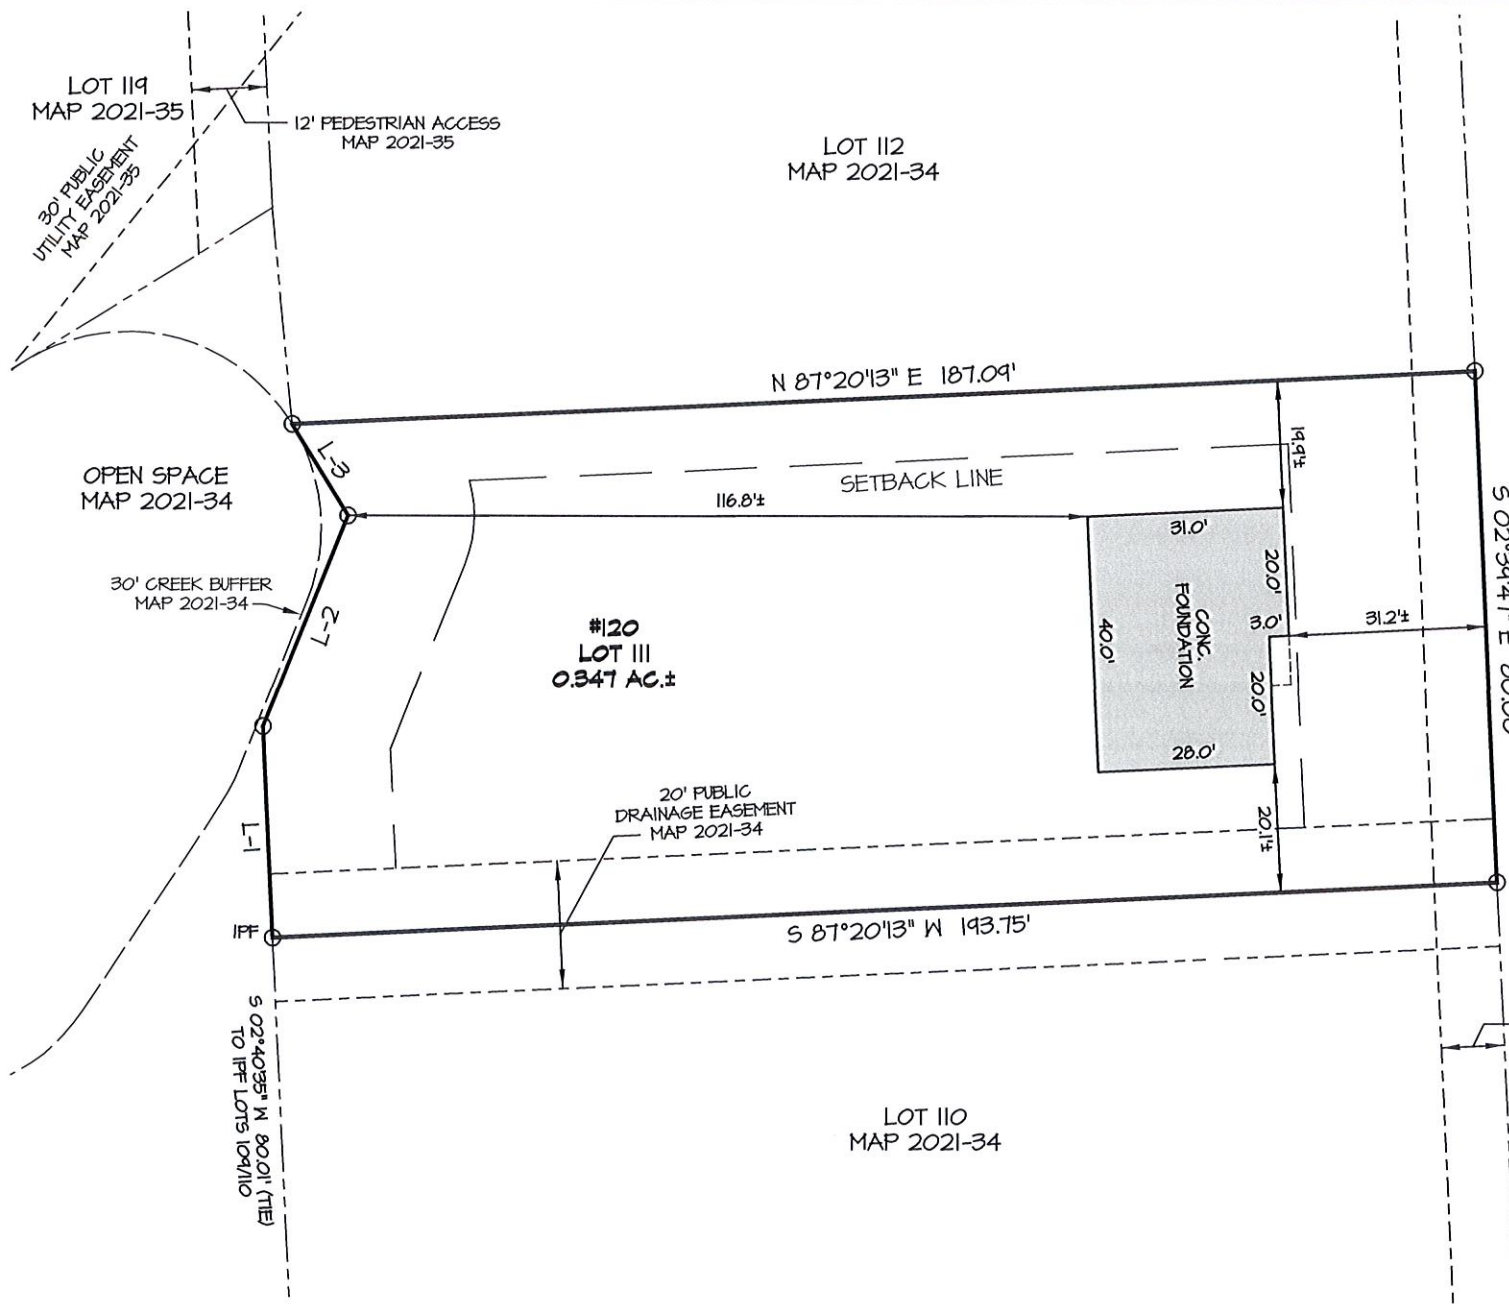 LOT 119
MAP 2021-35
12' PEDESTRIAN ACCESS
MAP 2021-35
30' PUBLIC
UTILITY EASEMENT
MAP 2021-35
LOT 112
MAP 2021-34
N 87°20'13" E 187.09'
OPEN SPACE
MAP 2021-34
L-3
SETBACK LINE
19.9'±
116.8'±
31.0'
20.0'
3.0'
31.2'±
CONC.
FOUNDATION
40.0'
20.0'
28.0'
30' CREEK BUFFER
MAP 2021-34
L-2
#120
LOT 111
0.347 AC.±
20' PUBLIC
DRAINAGE EASEMENT
MAP 2021-34
20.1'±
L-1
IPF
S 87°20'13" W 193.75'
S 02°40'35" W 80.01' (TIE)
TO IPF LOTS 109/110
LOT 110
MAP 2021-34